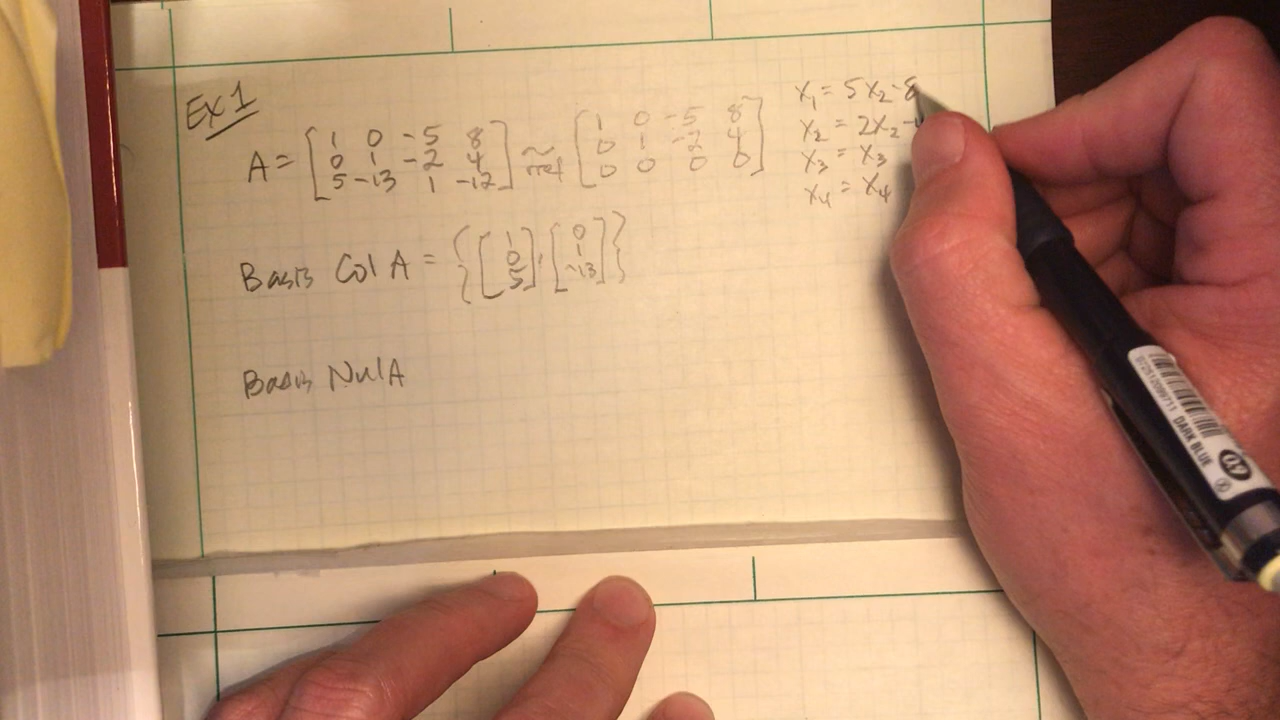 Ex 1
A = [ 1 0 -5 8 ; 0 1 -2 4 ; 5 -13 1 -12 ] ~ rref [ 1 0 -5 8 ; 0 1 -2 4 ; 0 0 0 0 ]
x₁ = 5x₂ - 8
x₂ = 2x₂ -
x₃ = x₃
x₄ = x₄
Basis Col A = { [ 1 ; 0 ; 5 ], [ 0 ; 1 ; -13 ] }
Basis Nul A
DARK BLUE
0.7